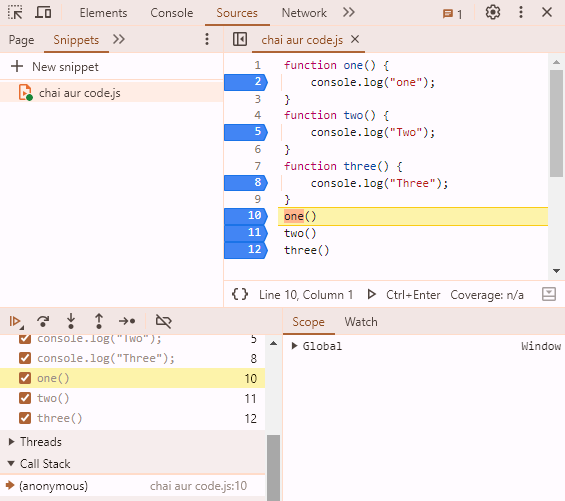 Elements Console Sources Network 1
Page Snippets
chai aur code.js
New snippet
chai aur code.js
1 function one() {
2 console.log("one");
3 }
4 function two() {
5 console.log("Two");
6 }
7 function three() {
8 console.log("Three");
9 }
10 one()
11 two()
12 three()
{} Line 10, Column 1 Ctrl+Enter Coverage: n/a
console.log("Two"); 5
console.log("Three"); 8
one() 10
two() 11
three() 12
Threads
Call Stack
(anonymous) chai aur code.js:10
Scope Watch
Global Window